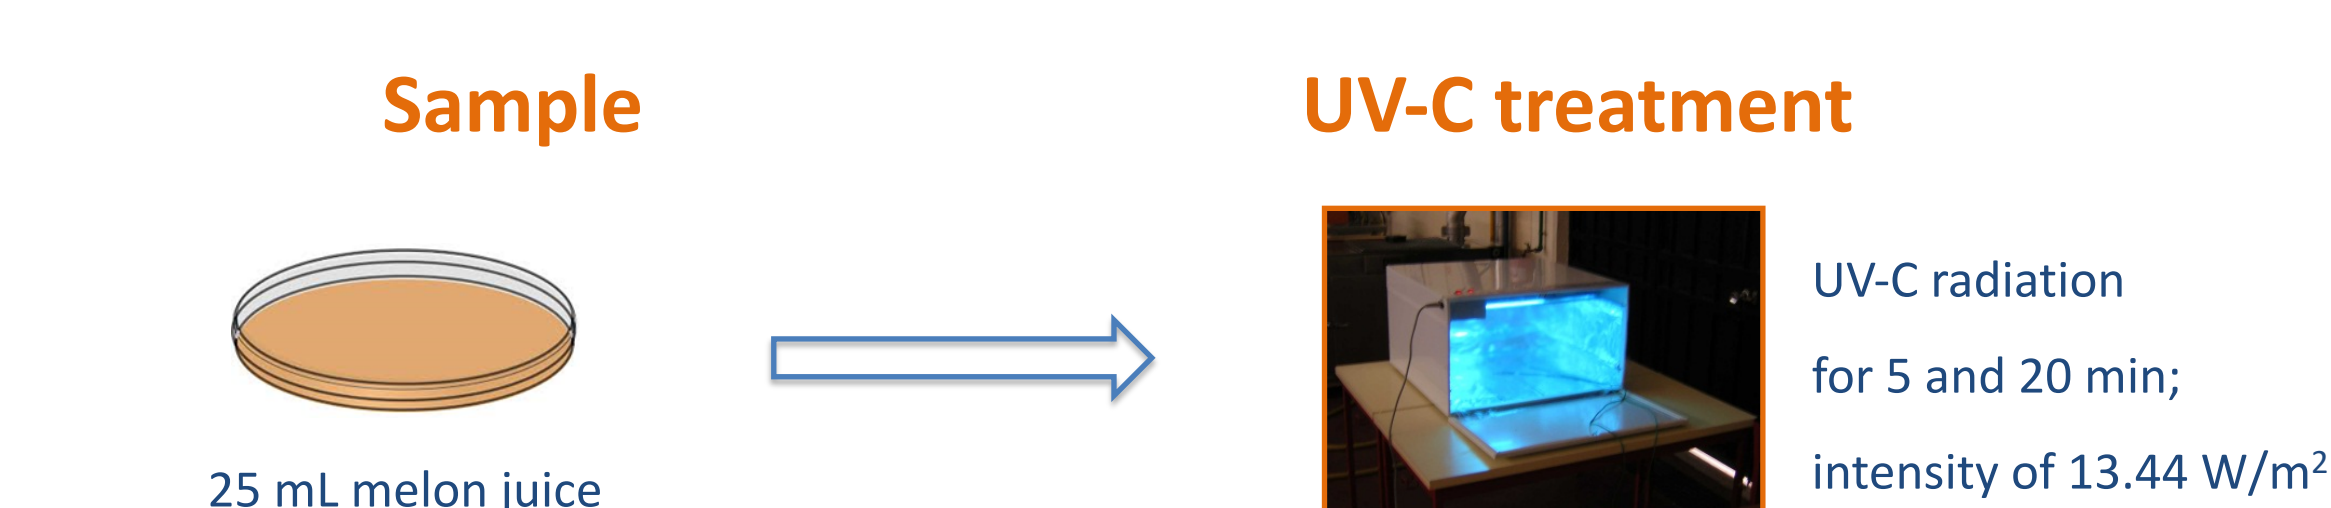 Sample
UV-C treatment
25 mL melon juice
UV-C radiation
for 5 and 20 min;
intensity of 13.44 W/m²